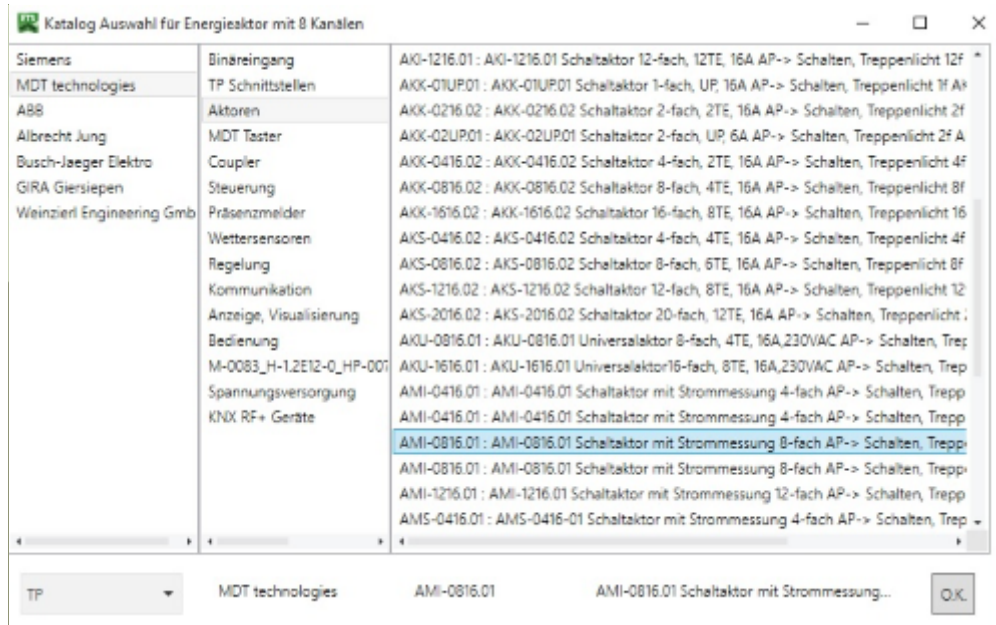 Katalog Auswahl für Energieaktor mit 8 Kanälen
Siemens
MDT technologies
ABB
Albrecht Jung
Busch-Jaeger Elektro
GIRA Giersiepen
Weinzierl Engineering Gmb
Binäreingang
TP Schnittstellen
Aktoren
MDT Taster
Coupler
Steuerung
Präsenzmelder
Wettersensoren
Regelung
Kommunikation
Anzeige, Visualisierung
Bedienung
M-0083_H-1.2E12-0_HP-007
Spannungsversorgung
KNX RF+ Geräte
AKI-1216.01 : AKI-1216.01 Schaltaktor 12-fach, 12TE, 16A AP-> Schalten, Treppenlicht 12f
AKK-01UP.01 : AKK-01UP.01 Schaltaktor 1-fach, UP, 16A AP-> Schalten, Treppenlicht 1f
AKK-0216.02 : AKK-0216.02 Schaltaktor 2-fach, 2TE, 16A AP-> Schalten, Treppenlicht 2f
AKK-02UP.01 : AKK-02UP.01 Schaltaktor 2-fach, UP, 6A AP-> Schalten, Treppenlicht 2f A
AKK-0416.02 : AKK-0416.02 Schaltaktor 4-fach, 2TE, 16A AP-> Schalten, Treppenlicht 4f
AKK-0816.02 : AKK-0816.02 Schaltaktor 8-fach, 4TE, 16A AP-> Schalten, Treppenlicht 8f
AKK-1616.02 : AKK-1616.02 Schaltaktor 16-fach, 8TE, 16A AP-> Schalten, Treppenlicht 16
AKS-0416.02 : AKS-0416.02 Schaltaktor 4-fach, 4TE, 16A AP-> Schalten, Treppenlicht 4f
AKS-0816.02 : AKS-0816.02 Schaltaktor 8-fach, 6TE, 16A AP-> Schalten, Treppenlicht 8f
AKS-1216.02 : AKS-1216.02 Schaltaktor 12-fach, 8TE, 16A AP-> Schalten, Treppenlicht 12
AKS-2016.02 : AKS-2016.02 Schaltaktor 20-fach, 12TE, 16A AP-> Schalten, Treppenlicht
AKU-0816.01 : AKU-0816.01 Universalaktor 8-fach, 4TE, 16A,230VAC AP-> Schalten, Trep
AKU-1616.01 : AKU-1616.01 Universalaktor16-fach, 8TE, 16A,230VAC AP-> Schalten, Trep
AMI-0416.01 : AMI-0416.01 Schaltaktor mit Strommessung 4-fach AP-> Schalten, Trepp
AMI-0416.01 : AMI-0416.01 Schaltaktor mit Strommessung 4-fach AP-> Schalten, Trepp
AMI-0816.01 : AMI-0816.01 Schaltaktor mit Strommessung 8-fach AP-> Schalten, Trepp
AMI-0816.01 : AMI-0816.01 Schaltaktor mit Strommessung 8-fach AP-> Schalten, Trepp
AMI-1216.01 : AMI-1216.01 Schaltaktor mit Strommessung 12-fach AP-> Schalten, Trepp
AMS-0416.01 : AMS-0416-01 Schaltaktor mit Strommessung 4-fach AP-> Schalten, Trep
TP
MDT technologies
AMI-0816.01
AMI-0816.01 Schaltaktor mit Strommessung...
O.K.